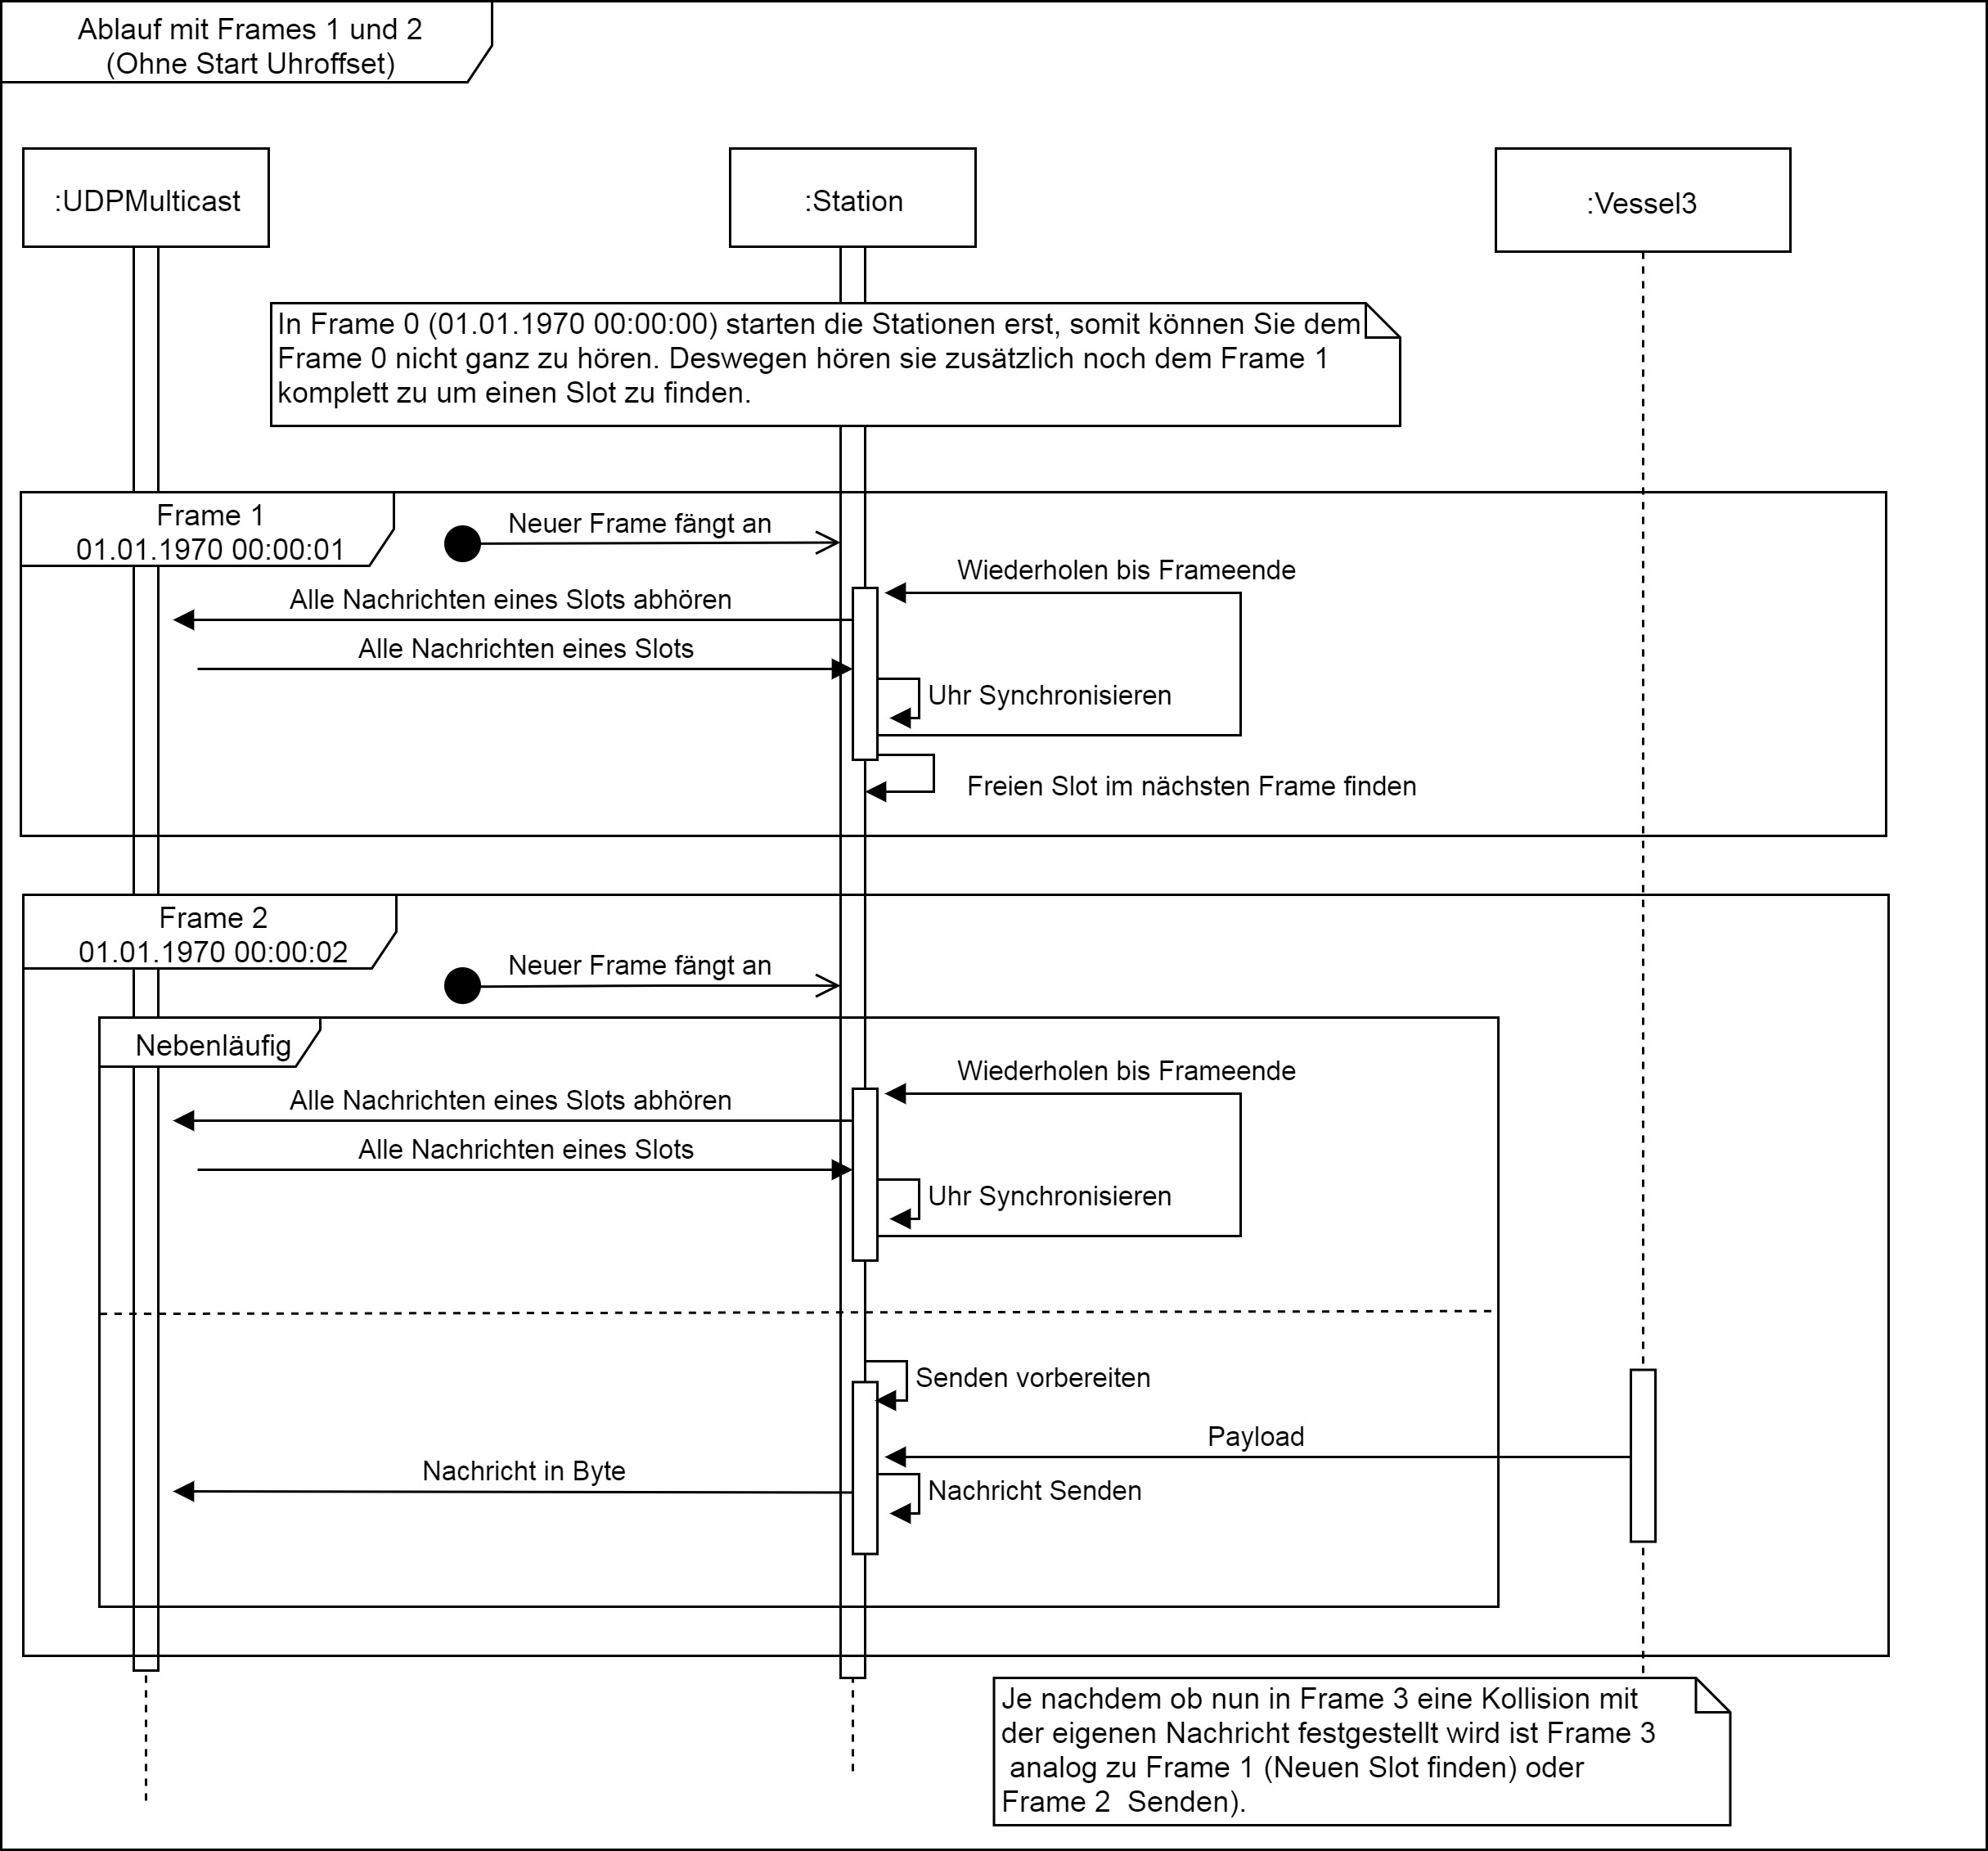 Ablauf mit Frames 1 und 2
(Ohne Start Uhroffset)
:UDPMulticast
:Station
:Vessel3
In Frame 0 (01.01.1970 00:00:00) starten die Stationen erst, somit können Sie dem
Frame 0 nicht ganz zu hören. Deswegen hören sie zusätzlich noch dem Frame 1
komplett zu um einen Slot zu finden.
Frame 1
01.01.1970 00:00:01
Neuer Frame fängt an
Wiederholen bis Frameende
Alle Nachrichten eines Slots abhören
Alle Nachrichten eines Slots
Uhr Synchronisieren
Freien Slot im nächsten Frame finden
Frame 2
01.01.1970 00:00:02
Neuer Frame fängt an
Nebenläufig
Wiederholen bis Frameende
Alle Nachrichten eines Slots abhören
Alle Nachrichten eines Slots
Uhr Synchronisieren
Senden vorbereiten
Payload
Nachricht in Byte
Nachricht Senden
Je nachdem ob nun in Frame 3 eine Kollision mit
der eigenen Nachricht festgestellt wird ist Frame 3
analog zu Frame 1 (Neuen Slot finden) oder
Frame 2  Senden).